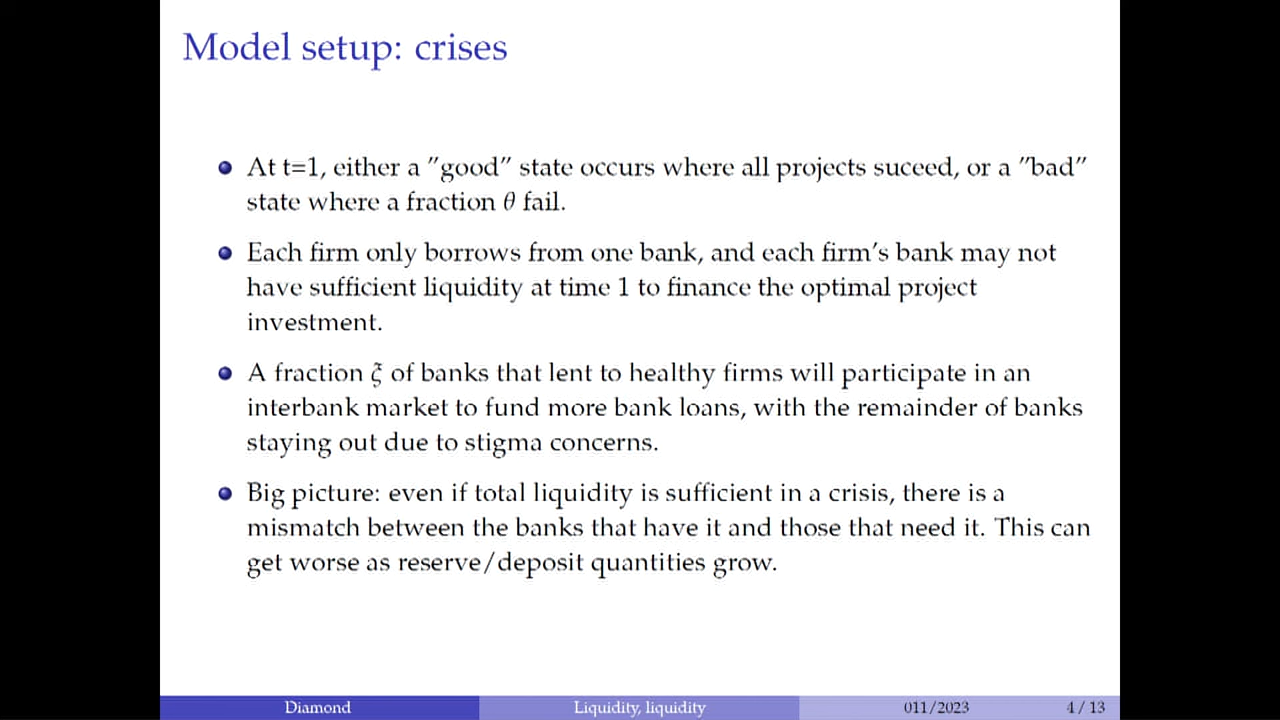 Model setup: crises
At t=1, either a "good" state occurs where all projects suceed, or a "bad"
state where a fraction θ fail.
Each firm only borrows from one bank, and each firm's bank may not
have sufficient liquidity at time 1 to finance the optimal project
investment.
A fraction ξ of banks that lent to healthy firms will participate in an
interbank market to fund more bank loans, with the remainder of banks
staying out due to stigma concerns.
Big picture: even if total liquidity is sufficient in a crisis, there is a
mismatch between the banks that have it and those that need it. This can
get worse as reserve/deposit quantities grow.
Diamond Liquidity, liquidity 011/2023 4 / 13